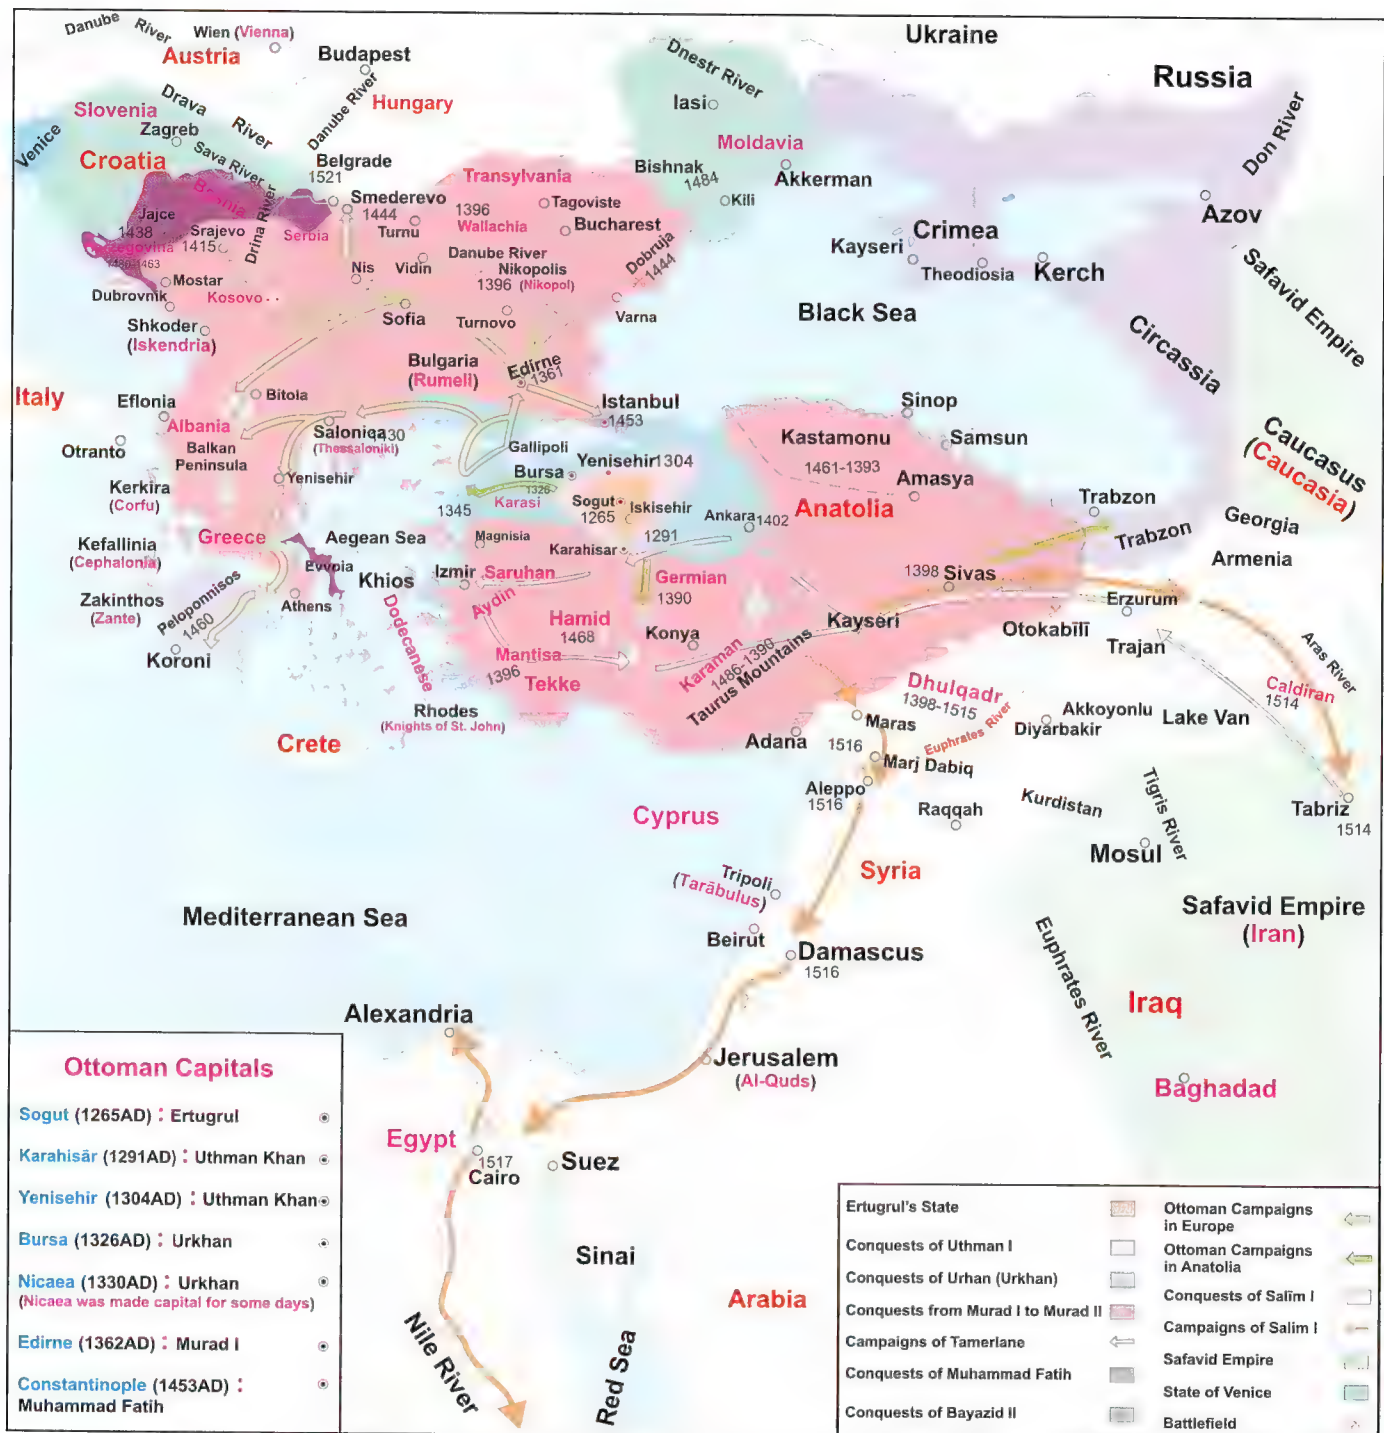 Danube River
Wien (Vienna)
Austria
Budapest
Ukraine
Russia
Dnestr River
Iasi
Hungary
Danube River
Slovenia
Drava River
Zagreb
Venice
Croatia
Sava River
Belgrade
1521
Moldavia
Bishnak
1484
Akkerman
Kili
Don River
Azov
Transylvania
Smederevo
1444
1396
Tagoviste
Wallachia
Turnu
Bucharest
Bosnia
Jajce
1438
Srajevo
1415
Drina River
Serbia
Crimea
Kayseri
Theodiosia
Kerch
Safavid Empire
Nis
Vidin
Danube River
Nikopolis
1396 (Nikopol)
Dobruja
1444
Mostar
Dubrovnik
Kosovo
Varna
Sofia
Turnovo
Black Sea
Circassia
Shkoder
(Iskendria)
Bulgaria
(Rumeli)
Edirne
1361
Italy
Bitola
Eflonia
Istanbul
1453
Sinop
Albania
Saloniqa
1430
(Thessaloniki)
Otranto
Balkan
Peninsula
Gallipoli
Kastamonu
1461-1393
Samsun
Caucasus
(Caucasia)
Yenisehir
Bursa
1326
Yenisehir1304
Amasya
Kerkira
(Corfu)
1345
Karasi
Sogut
1265
Iskisehir
Anatolia
Trabzon
Trabzon
Georgia
Armenia
Ankara
1402
Greece
Aegean Sea
Magnisia
Karahisar
1291
Kefallinia
(Cephalonia)
Evvoia
Khios
Izmir
Saruhan
Germian
1390
1398
Sivas
Erzurum
Zakinthos
(Zante)
Peloponnisos
1460
Athens
Aydin
Hamid
1468
Kayseri
Otokabili
Trajan
Koroni
Dodecanese
Konya
Mantisa
1396
Tekke
Karaman
1486-1390
Taurus Mountains
Aras River
Caldiran
1514
Dhulqadr
1398-1515
Rhodes
(Knights of St. John)
Crete
Maras
Adana
1516
Euphrates River
Akkoyonlu
Diyarbakir
Lake Van
Marj Dabiq
Aleppo
1516
Cyprus
Raqqah
Kurdistan
Tigris River
Tabriz
1514
Mosul
Syria
Tripoli
(Tarābulus)
Mediterranean Sea
Beirut
Damascus
1516
Safavid Empire
(Iran)
Euphrates River
Iraq
Alexandria
Jerusalem
(Al-Quds)
Baghadad
Egypt
1517
Cairo
Suez
Sinai
Arabia
Nile River
Red Sea
Ottoman Capitals
Sogut (1265AD) : Ertugrul
Karahisār (1291AD) : Uthman Khan
Yenisehir (1304AD) : Uthman Khan
Bursa (1326AD) : Urkhan
Nicaea (1330AD) : Urkhan
(Nicaea was made capital for some days)
Edirne (1362AD) : Murad I
Constantinople (1453AD) :
Muhammad Fatih
Ertugrul's State
Conquests of Uthman I
Conquests of Urhan (Urkhan)
Conquests from Murad I to Murad II
Campaigns of Tamerlane
Conquests of Muhammad Fatih
Conquests of Bayazid II
Ottoman Campaigns
in Europe
Ottoman Campaigns
in Anatolia
Conquests of Salīm I
Campaigns of Salim I
Safavid Empire
State of Venice
Battlefield